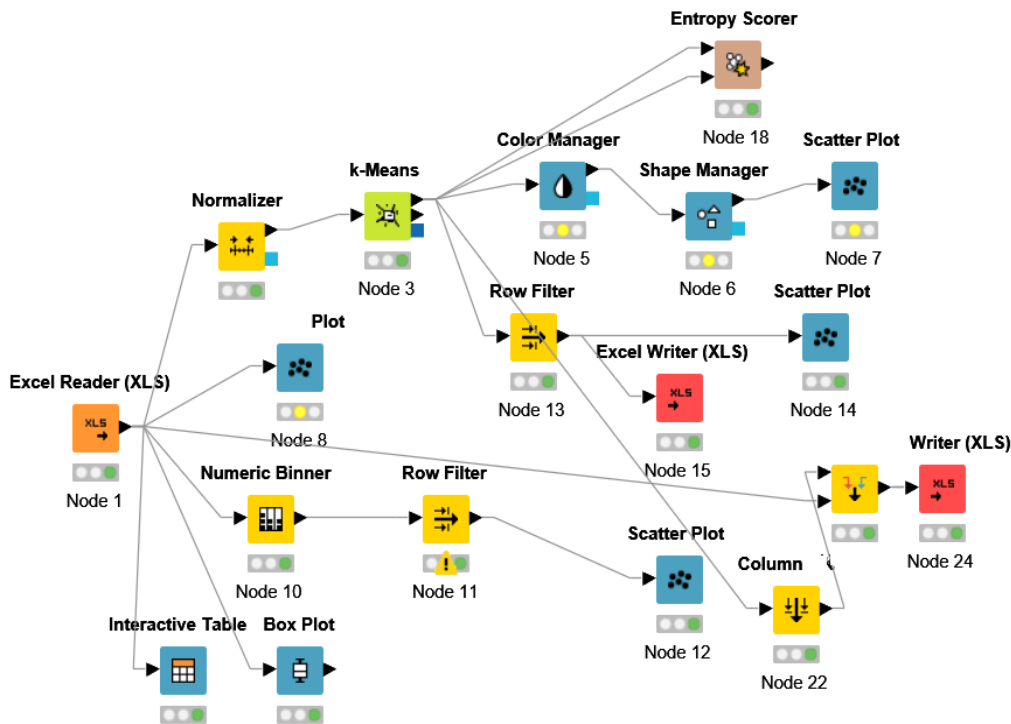 Entropy Scorer
Node 18
Color Manager
Shape Manager
Scatter Plot
k-Means
Normalizer
Node 5
Node 6
Node 7
Node 3
Row Filter
Scatter Plot
Plot
Excel Writer (XLS)
Excel Reader (XLS)
XLS
Node 13
XLS
Node 14
Node 8
Node 15
Writer (XLS)
Node 1
Numeric Binner
Row Filter
XLS
Scatter Plot
Node 24
Column
Node 10
Node 11
Interactive Table
Box Plot
Node 12
Node 22